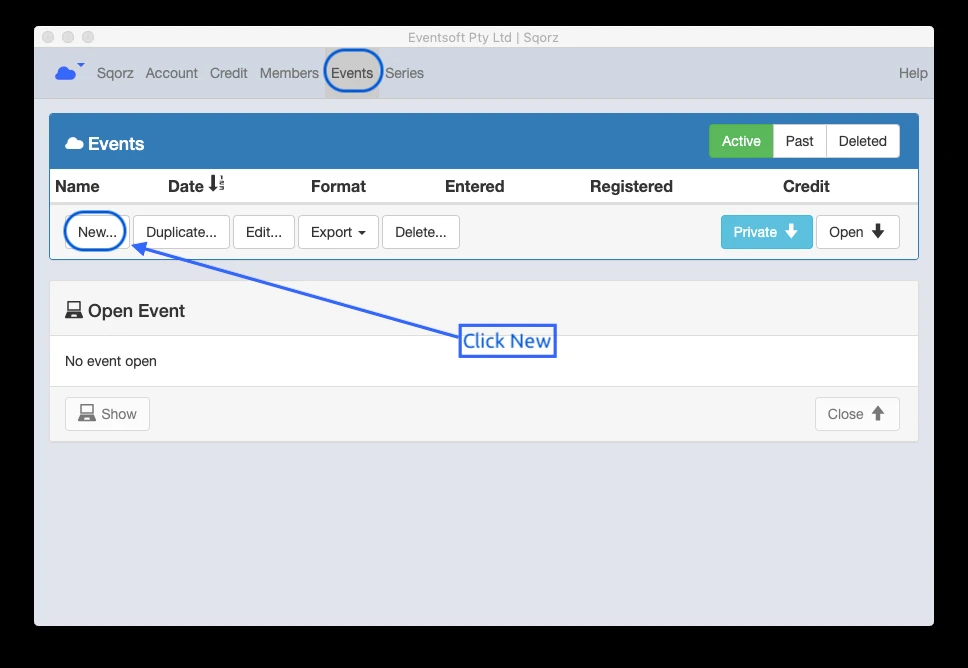 Eventsoft Pty Ltd | Sqorz
Sqorz Account Credit Members Events Series Help
Events Active Past Deleted
Name Date Format Entered Registered Credit
New... Duplicate... Edit... Export Delete... Private Open
Open Event
Click New
No event open
Show Close